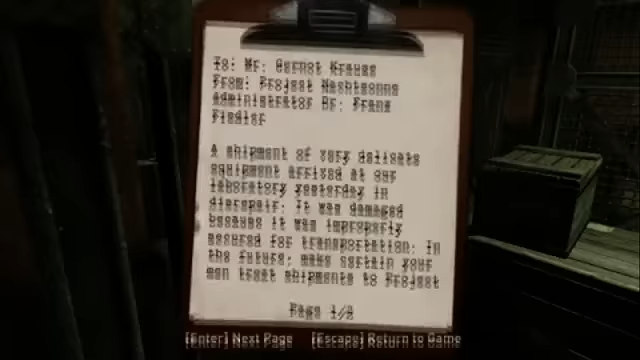 To: Mr. Gernot Krauss
From: Project Nachtsonne
Administrator Dr. Franz
Fiedler
A shipment of very delicate
equipment arrived at our
laboratory yesterday in
disrepair. It was damaged
because it was improperly
secured for transportation. In
the future, make certain your
men treat shipments to Project
Page 1/2
[Enter] Next Page [Escape] Return to Game